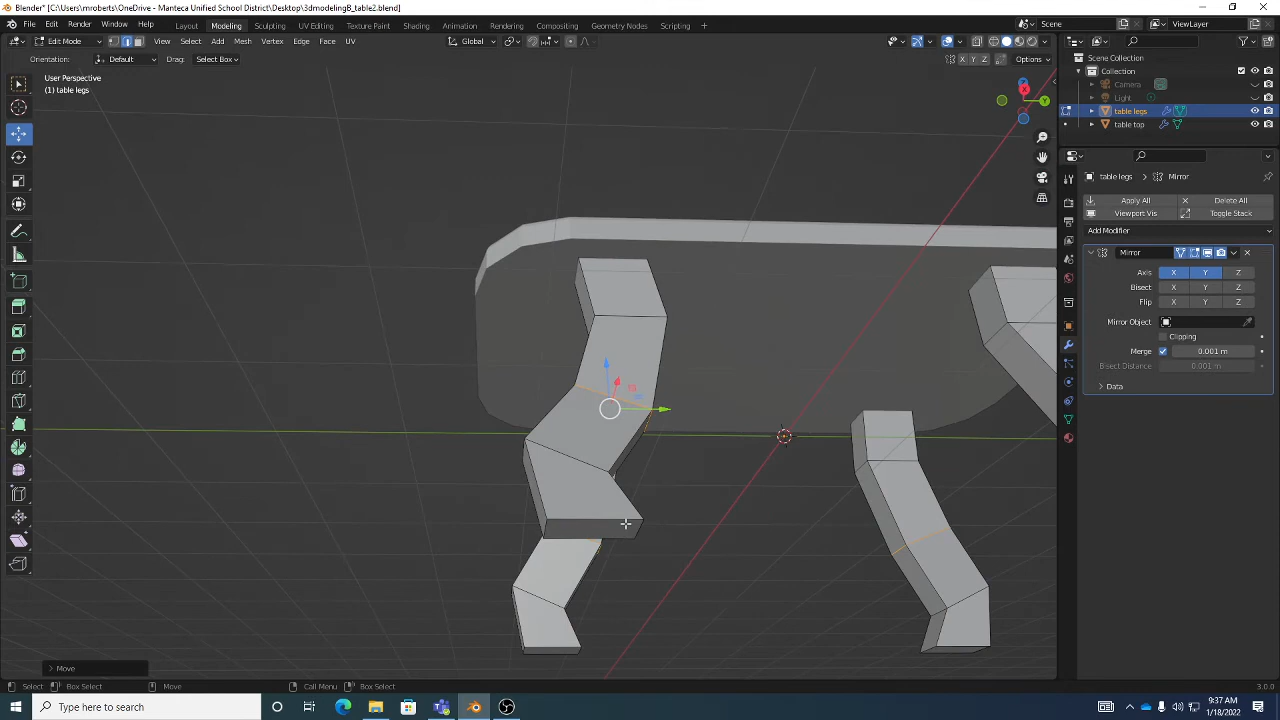 Blender* [C:\Users\mroberts\OneDrive - Manteca Unified School District\Desktop\3dmodeling8_table2.blend]
File Edit Render Window Help Layout Modeling Sculpting UV Editing Texture Paint Shading Animation Rendering Compositing Geometry Nodes Scripting + Scene ViewLayer
Edit Mode View Select Add Mesh Vertex Edge Face UV Global
Orientation: Default Drag: Select Box X Y Z Options
User Perspective
(1) table legs
X
Y
Scene Collection
Collection
Camera
Light
table legs
table top
table legs > Mirror
Apply All Delete All
Viewport Vis Toggle Stack
Add Modifier
Mirror
Axis X Y Z
Bisect X Y Z
Flip X Y Z
Mirror Object
Clipping
Merge 0.001 m
Bisect Distance 0.001 m
Data
Move
Select Box Select Move Call Menu Box Select 3.0.0
Type here to search
9:37 AM
1/18/2022